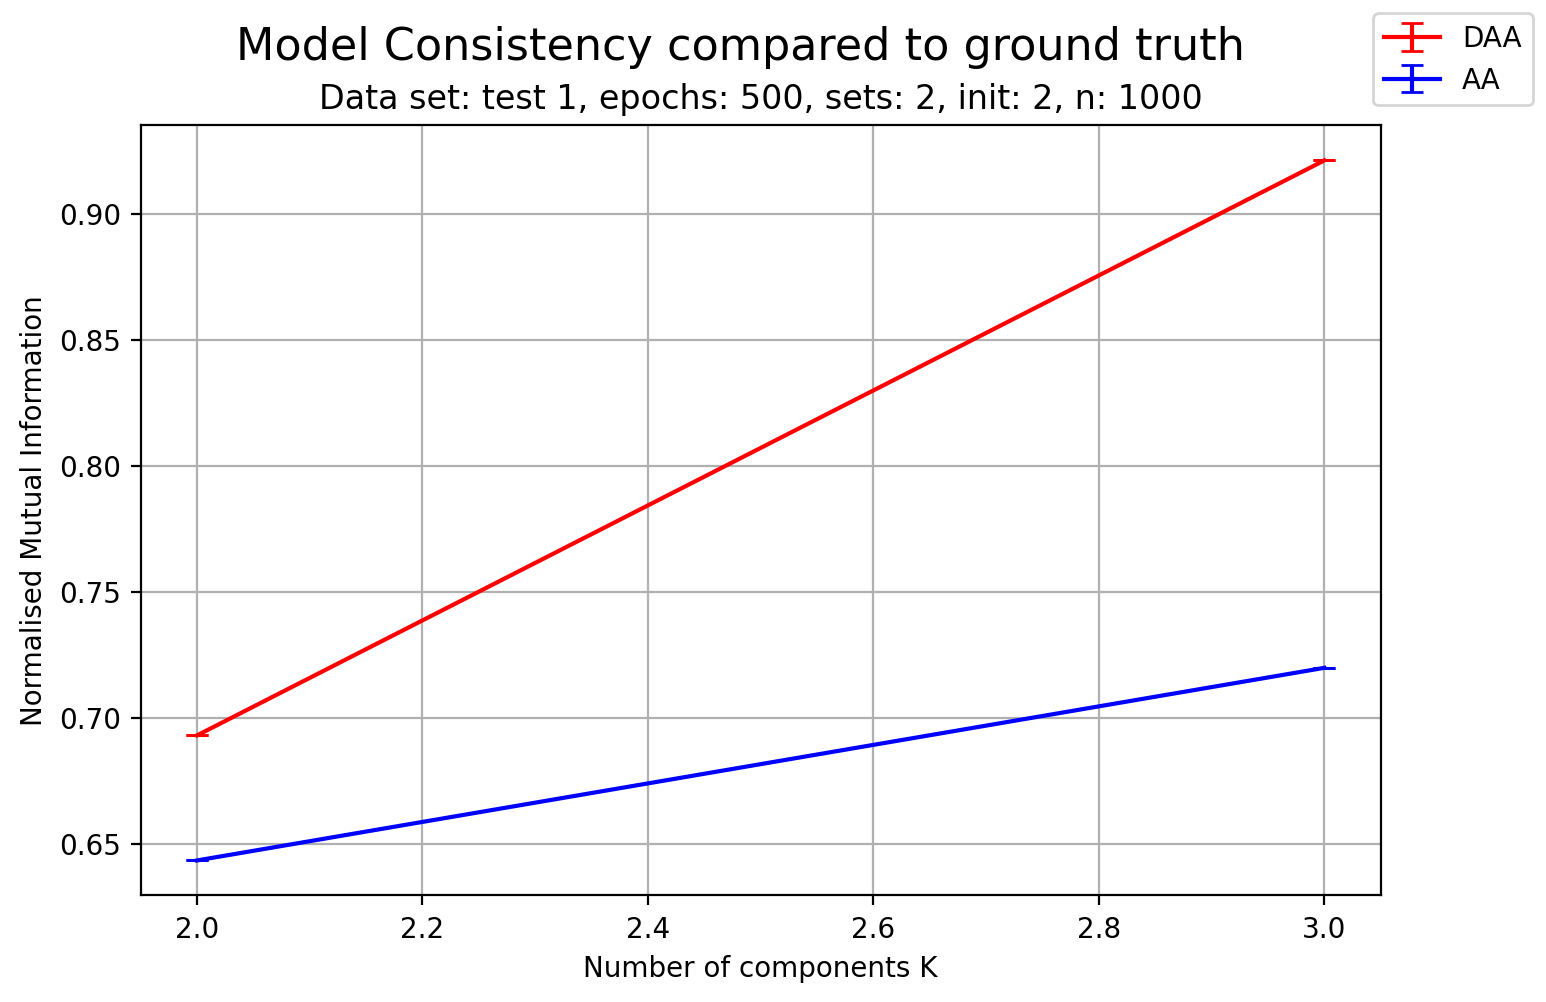 Model Consistency compared to ground truth
Data set: test 1, epochs: 500, sets: 2, init: 2, n: 1000
DAA
AA
Normalised Mutual Information
0.90
0.85
0.80
0.75
0.70
0.65
2.0 2.2 2.4 2.6 2.8 3.0
Number of components K